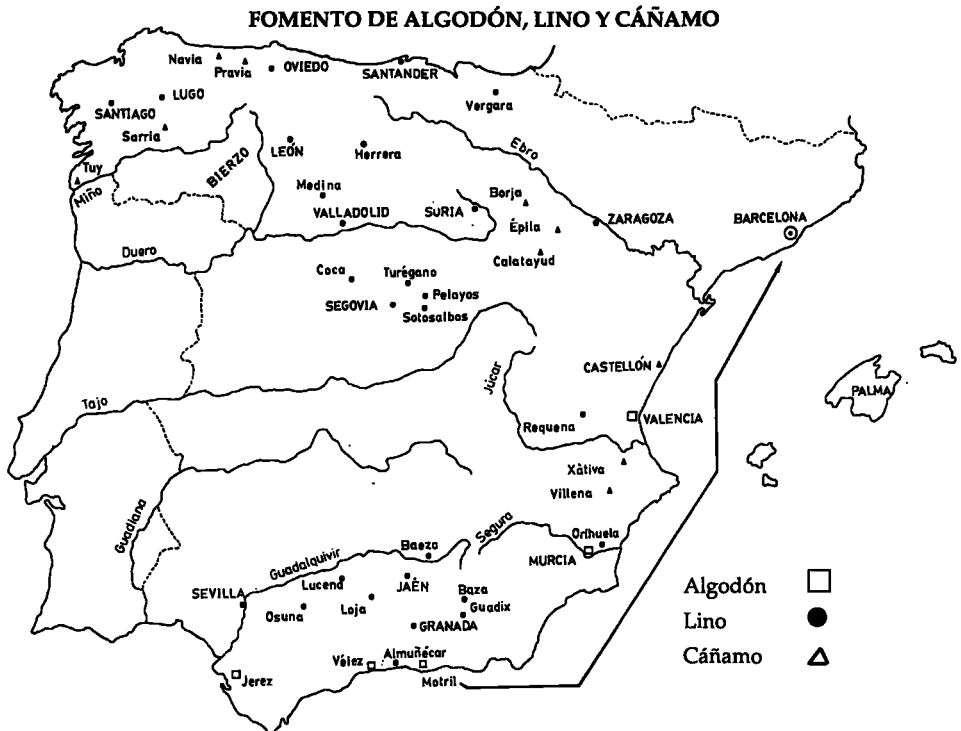 FOMENTO DE ALGODÓN, LINO Y CÁÑAMO
Navia
Pravia
OVIEDO
SANTANDER
Vergara
LUGO
SANTIAGO
Sarria
LEÓN
Herrera
Ebro
BIERZO
Tuy
Miño
Medina
VALLADOLID
SURIA
Borja
Épila
ZARAGOZA
BARCELONA
Calatayud
Duero
Coca
Turégano
Pelayos
SEGOVIA
Sotosalbos
Júcar
CASTELLÓN
PALMA
Tajo
Requena
VALENCIA
Xàtiva
Villena
Guadiana
Segura
Orihuela
MURCIA
Baeza
Guadalquivir
Lucena
JAÉN
SEVILLA
Osuna
Loja
Baza
Guadix
GRANADA
Almuñécar
Vélez
Motril
Jerez
Algodón
Lino
Cáñamo